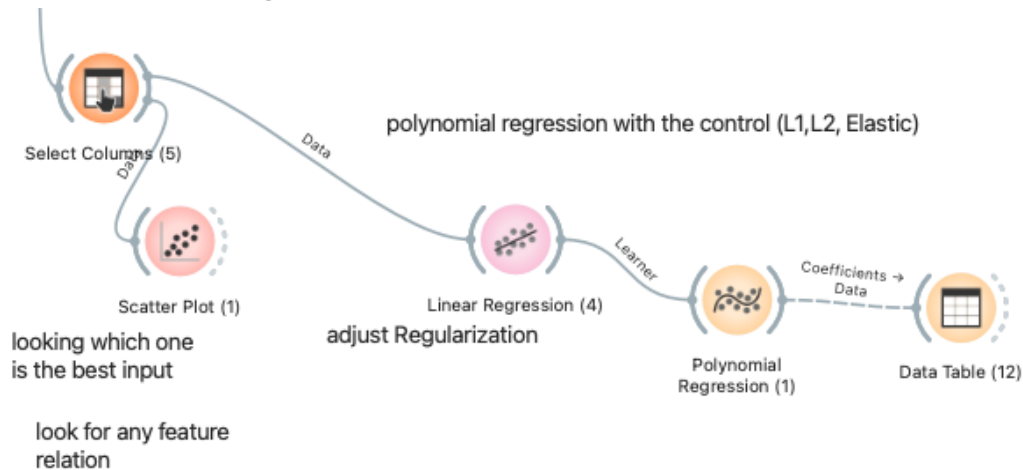 Select Columns (5)
Data
Data
polynomial regression with the control (L1,L2, Elastic)
Scatter Plot (1)
Linear Regression (4)
Learner
Coefficients →
Data
Polynomial
Regression (1)
Data Table (12)
looking which one
is the best input
adjust Regularization
look for any feature
relation